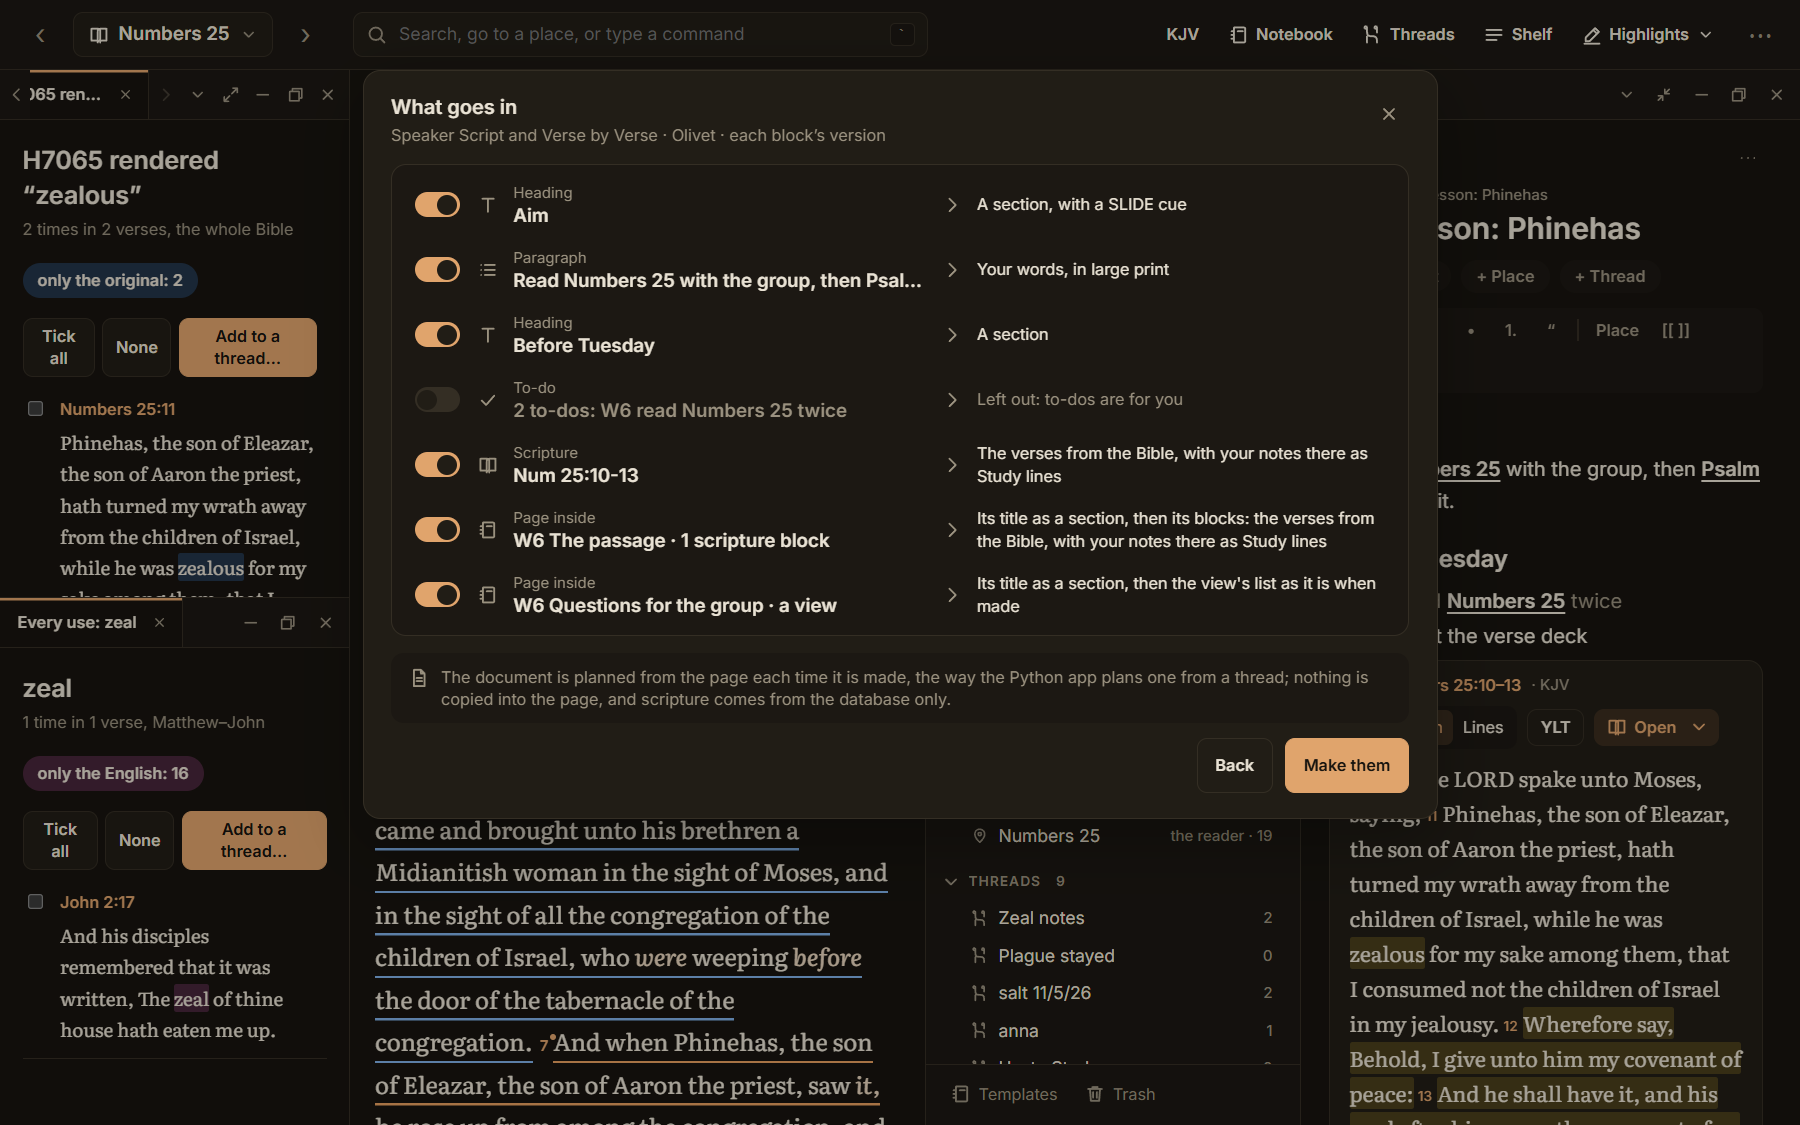 Numbers 25
Search, go to a place, or type a command
`
KJV
Notebook
Threads
Shelf
Highlights
...
065 ren...
H7065 rendered
“zealous”
2 times in 2 verses, the whole Bible
only the original: 2
Tick
all
None
Add to a
thread...
Numbers 25:11
Phinehas, the son of Eleazar,
the son of Aaron the priest,
hath turned my wrath away
from the children of Israel,
while he was zealous for my
Every use: zeal
zeal
1 time in 1 verse, Matthew–John
only the English: 16
Tick
all
None
Add to a
thread...
John 2:17
And his disciples
remembered that it was
written, The zeal of thine
house hath eaten me up.
What goes in
Speaker Script and Verse by Verse · Olivet · each block’s version
Heading
Aim
A section, with a SLIDE cue
Paragraph
Read Numbers 25 with the group, then Psal...
Your words, in large print
Heading
Before Tuesday
A section
To-do
2 to-dos: W6 read Numbers 25 twice
Left out: to-dos are for you
Scripture
Num 25:10-13
The verses from the Bible, with your notes there as
Study lines
Page inside
W6 The passage · 1 scripture block
Its title as a section, then its blocks: the verses from
the Bible, with your notes there as Study lines
Page inside
W6 Questions for the group · a view
Its title as a section, then the view's list as it is when
made
The document is planned from the page each time it is made, the way the Python app plans one from a thread; nothing is
copied into the page, and scripture comes from the database only.
Back
Make them
came and brought unto his brethren a
Midianitish woman in the sight of Moses, and
in the sight of all the congregation of the
children of Israel, who were weeping before
the door of the tabernacle of the
congregation. 7 And when Phinehas, the son
of Eleazar, the son of Aaron the priest, saw it,
he rose up from among the congregation, and
Numbers 25
the reader · 19
THREADS 9
Zeal notes 2
Plague stayed 0
salt 11/5/26 2
anna 1
Templates
Trash
...
sson: Phinehas
son: Phinehas
+ Place
+ Thread
• 1. “ Place [[ ]]
ers 25 with the group, then Psalm
it.
esday
Numbers 25 twice
t the verse deck
s 25:10–13 · KJV
Lines
YLT
Open
e LORD spake unto Moses,
saying, 11 Phinehas, the son of Eleazar,
the son of Aaron the priest, hath
turned my wrath away from the
children of Israel, while he was
zealous for my sake among them, that
I consumed not the children of Israel
in my jealousy. 12 Wherefore say,
Behold, I give unto him my covenant of
peace: 13 And he shall have it, and his